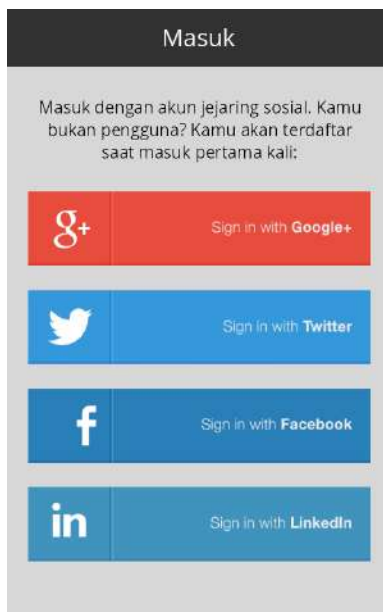 Masuk
Masuk dengan akun jejaring sosial. Kamu
bukan pengguna? Kamu akan terdaftar
saat masuk pertama kali:
g+ Sign in with Google+
Sign in with Twitter
f Sign in with Facebook
in Sign in with LinkedIn